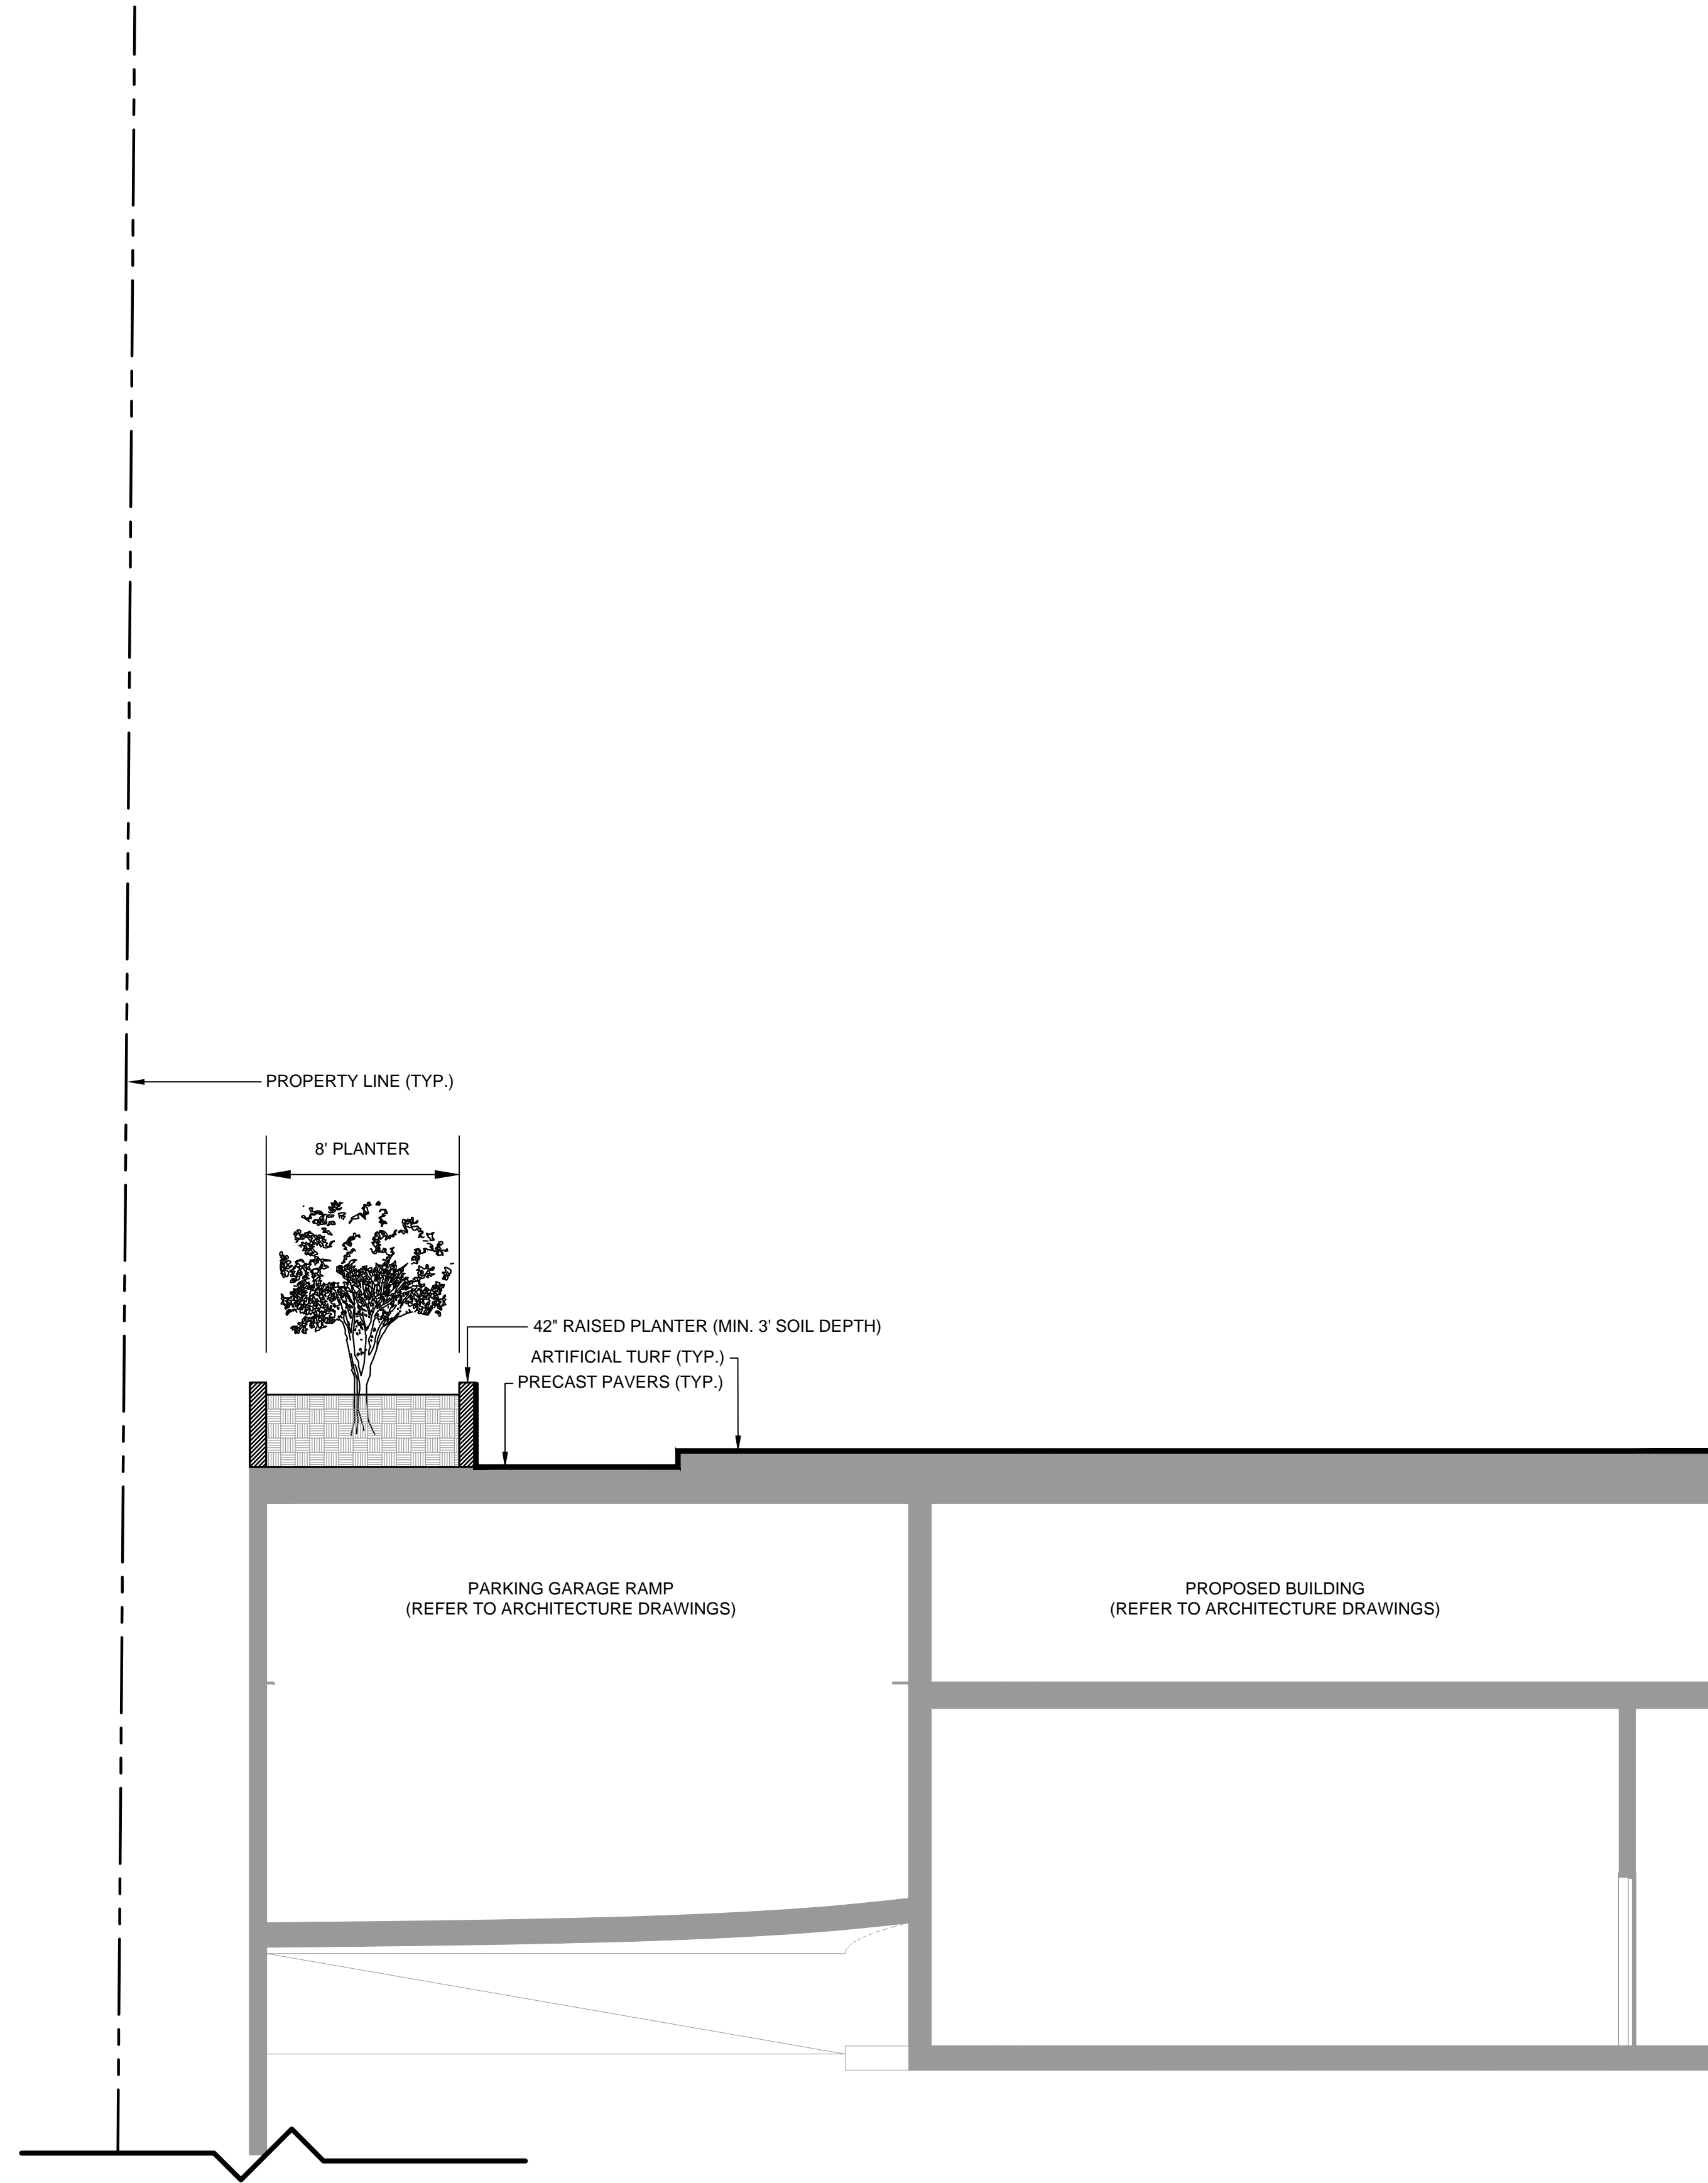 PROPERTY LINE (TYP.)
8' PLANTER
42" RAISED PLANTER (MIN. 3' SOIL DEPTH)
ARTIFICIAL TURF (TYP.)
PRECAST PAVERS (TYP.)
PARKING GARAGE RAMP
(REFER TO ARCHITECTURE DRAWINGS)
PROPOSED BUILDING
(REFER TO ARCHITECTURE DRAWINGS)